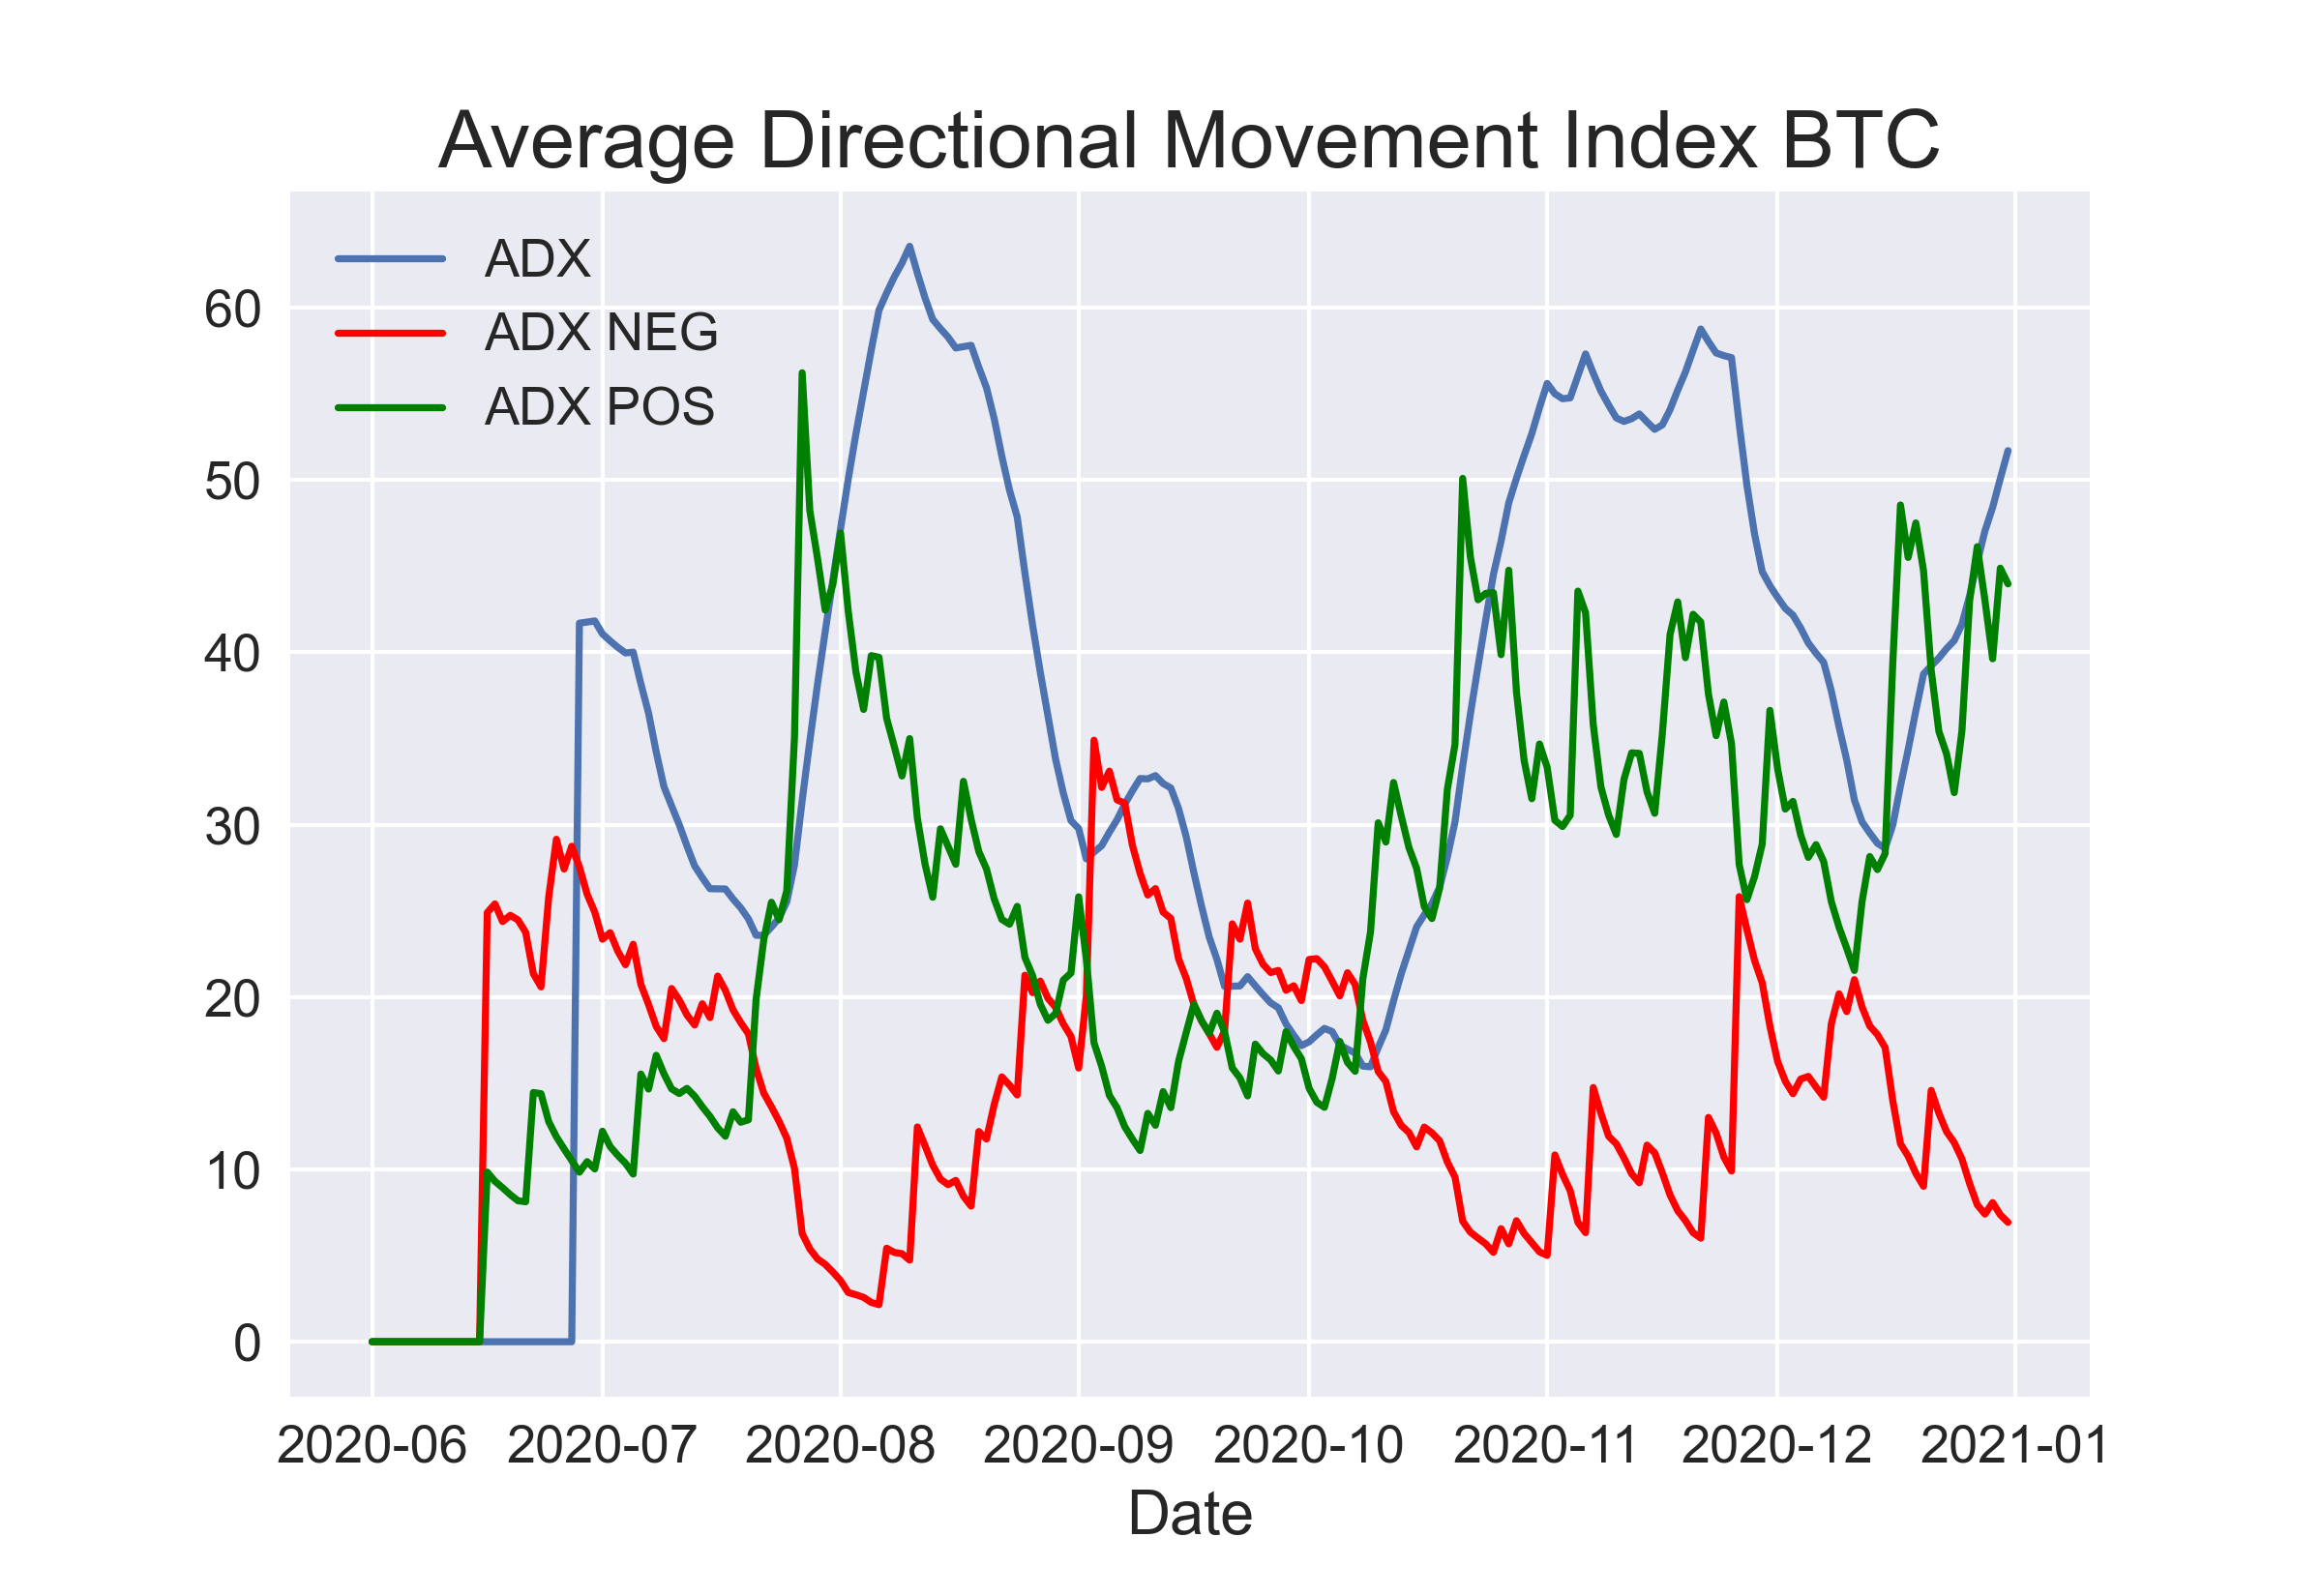 Average Directional Movement Index BTC
ADX
ADX NEG
ADX POS
60
50
40
30
20
10
0
2020-06 2020-07 2020-08 2020-09 2020-10 2020-11 2020-12 2021-01
Date